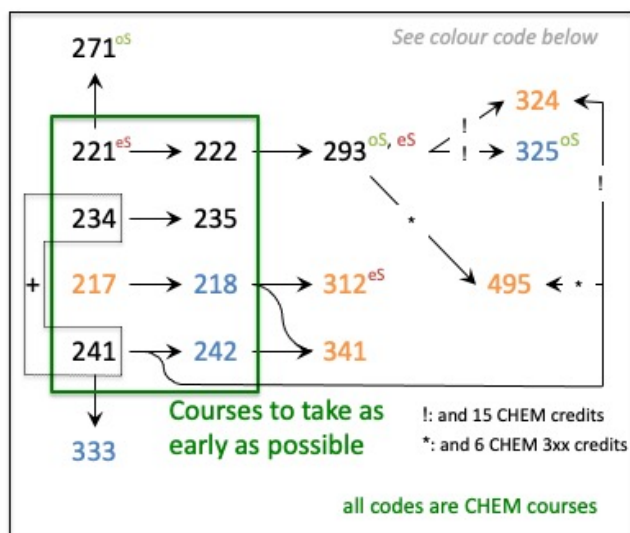 271oS
See colour code below
324
221eS 222 293oS, eS ! ! 325oS
!
234 235
*
+ 217 218 312eS 495 *
241 242 341
Courses to take as
early as possible
!: and 15 CHEM credits
*: and 6 CHEM 3xx credits
333
all codes are CHEM courses